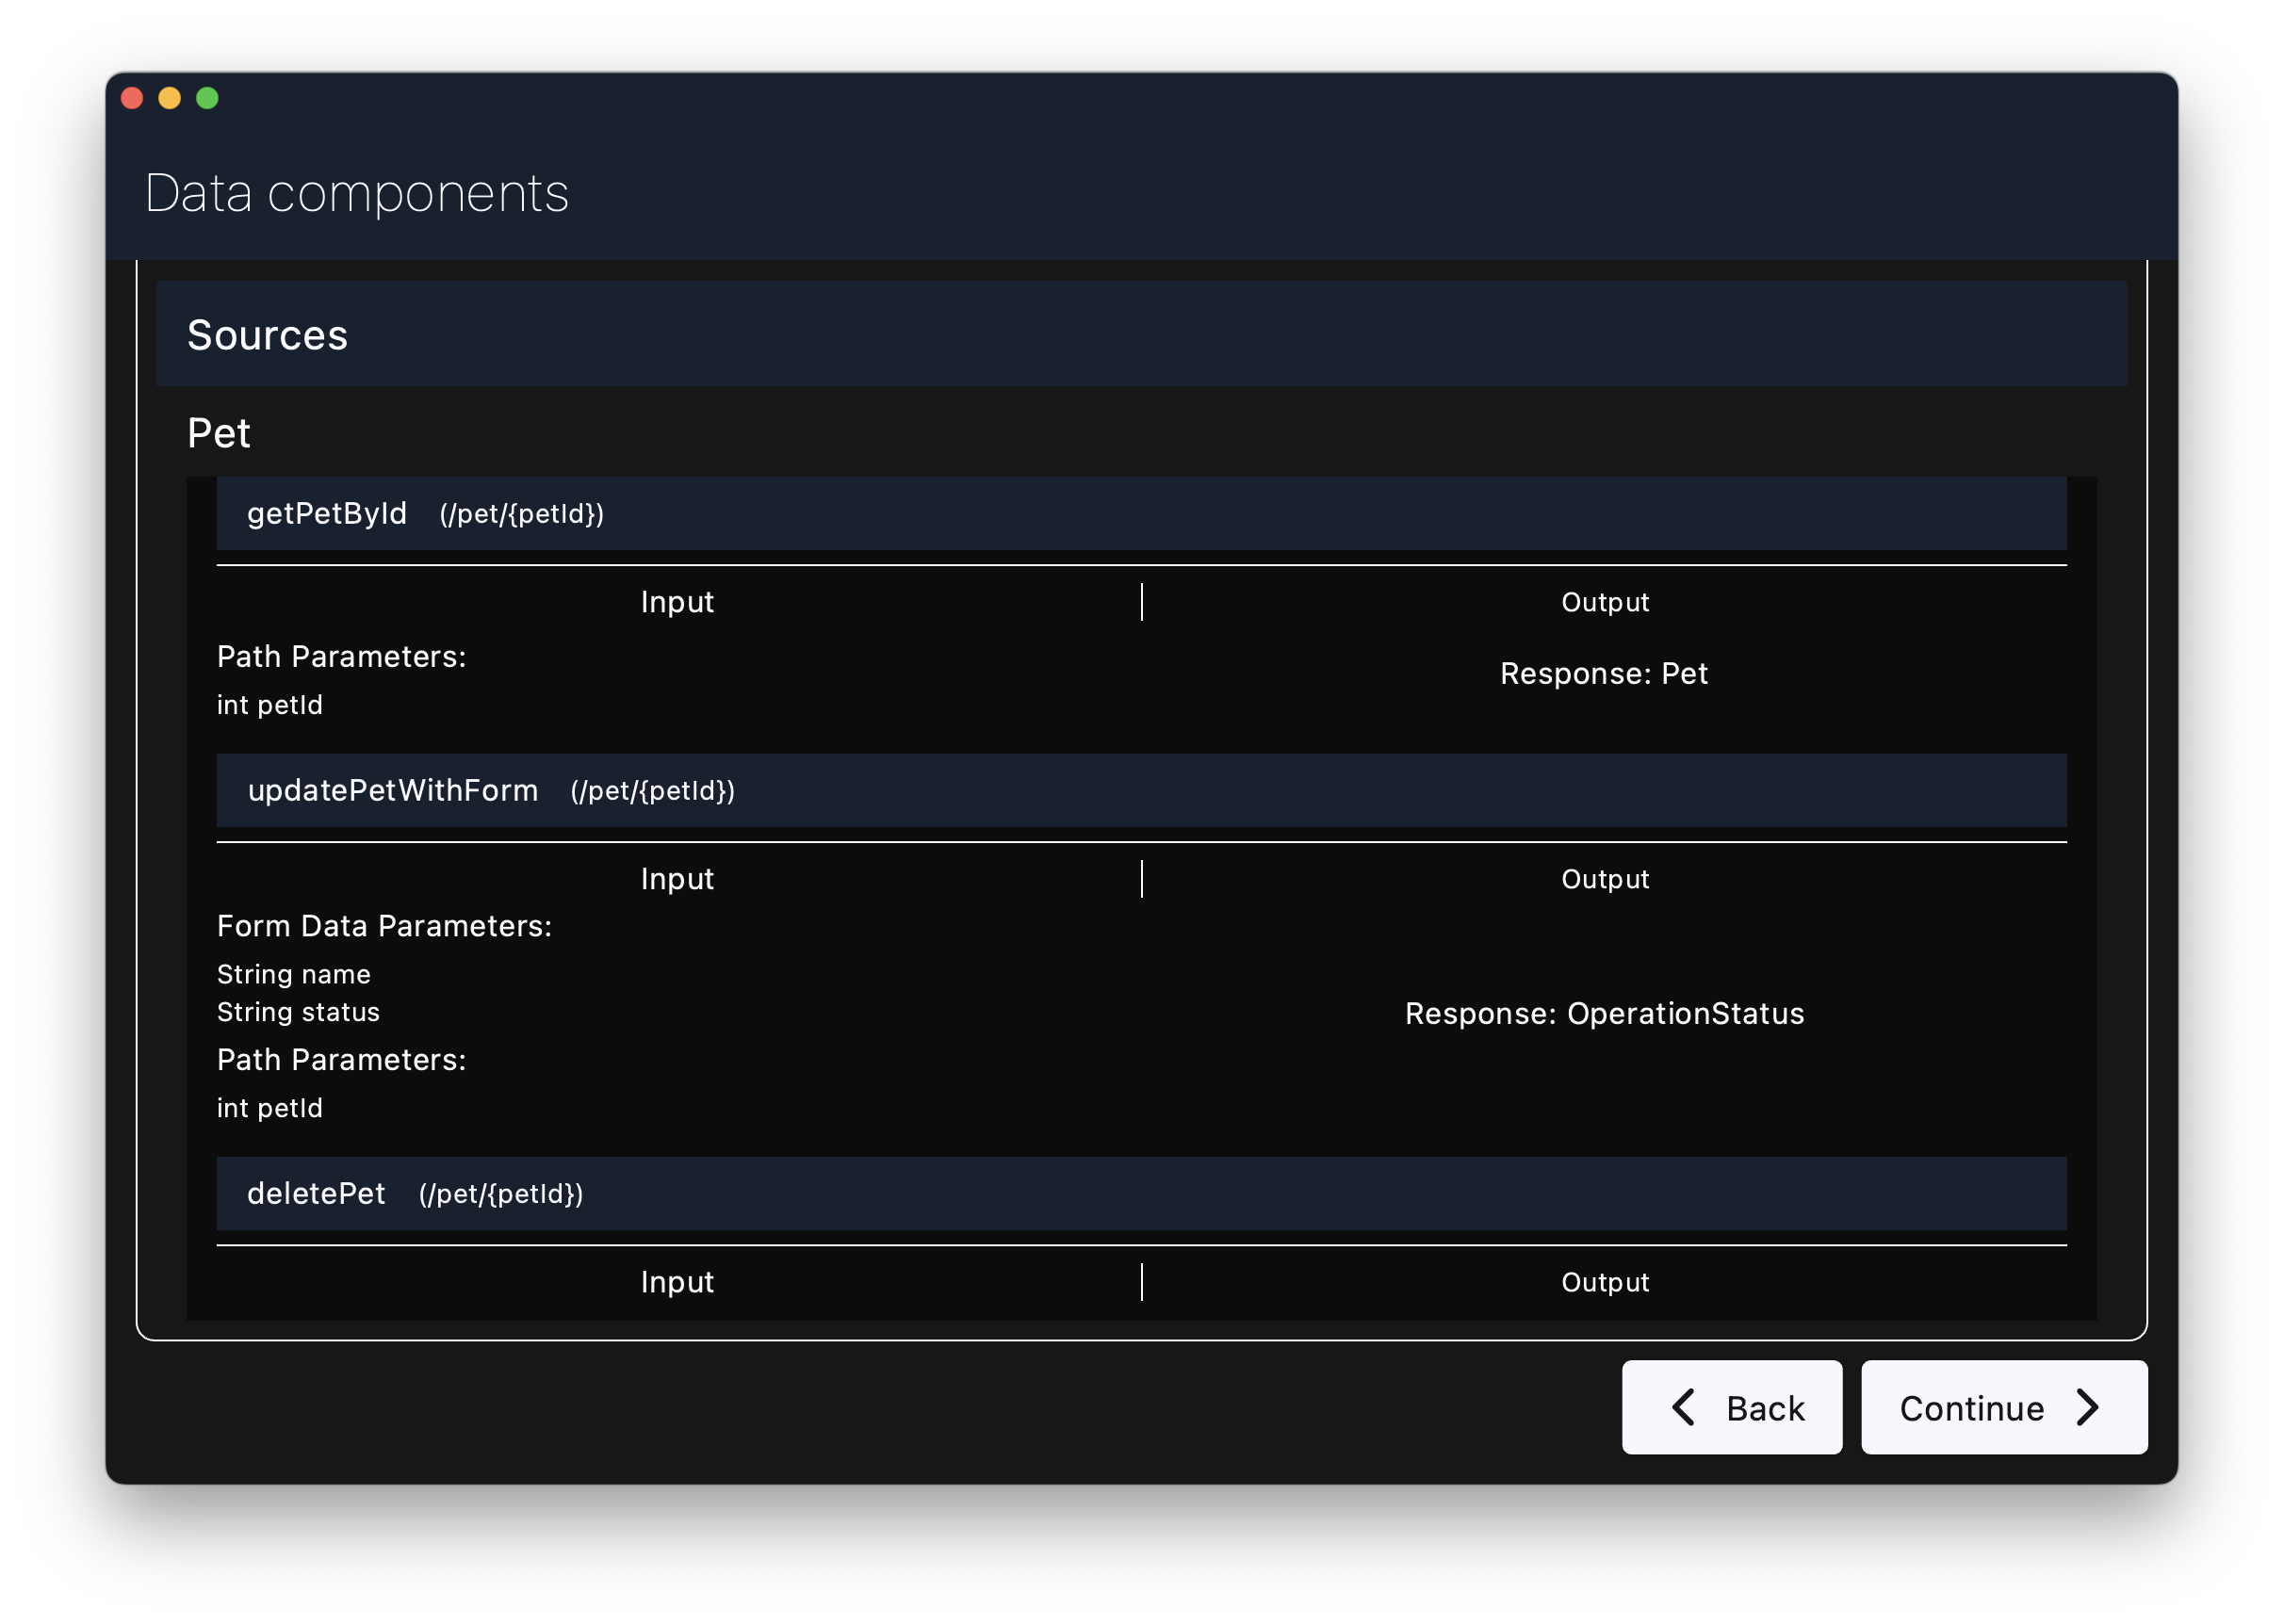 Data components
Sources
Pet
getPetById (/pet/{petId})
Input Output
Path Parameters:
int petId
Response: Pet
updatePetWithForm (/pet/{petId})
Input Output
Form Data Parameters:
String name
String status
Path Parameters:
int petId
Response: OperationStatus
deletePet (/pet/{petId})
Input Output
Back Continue